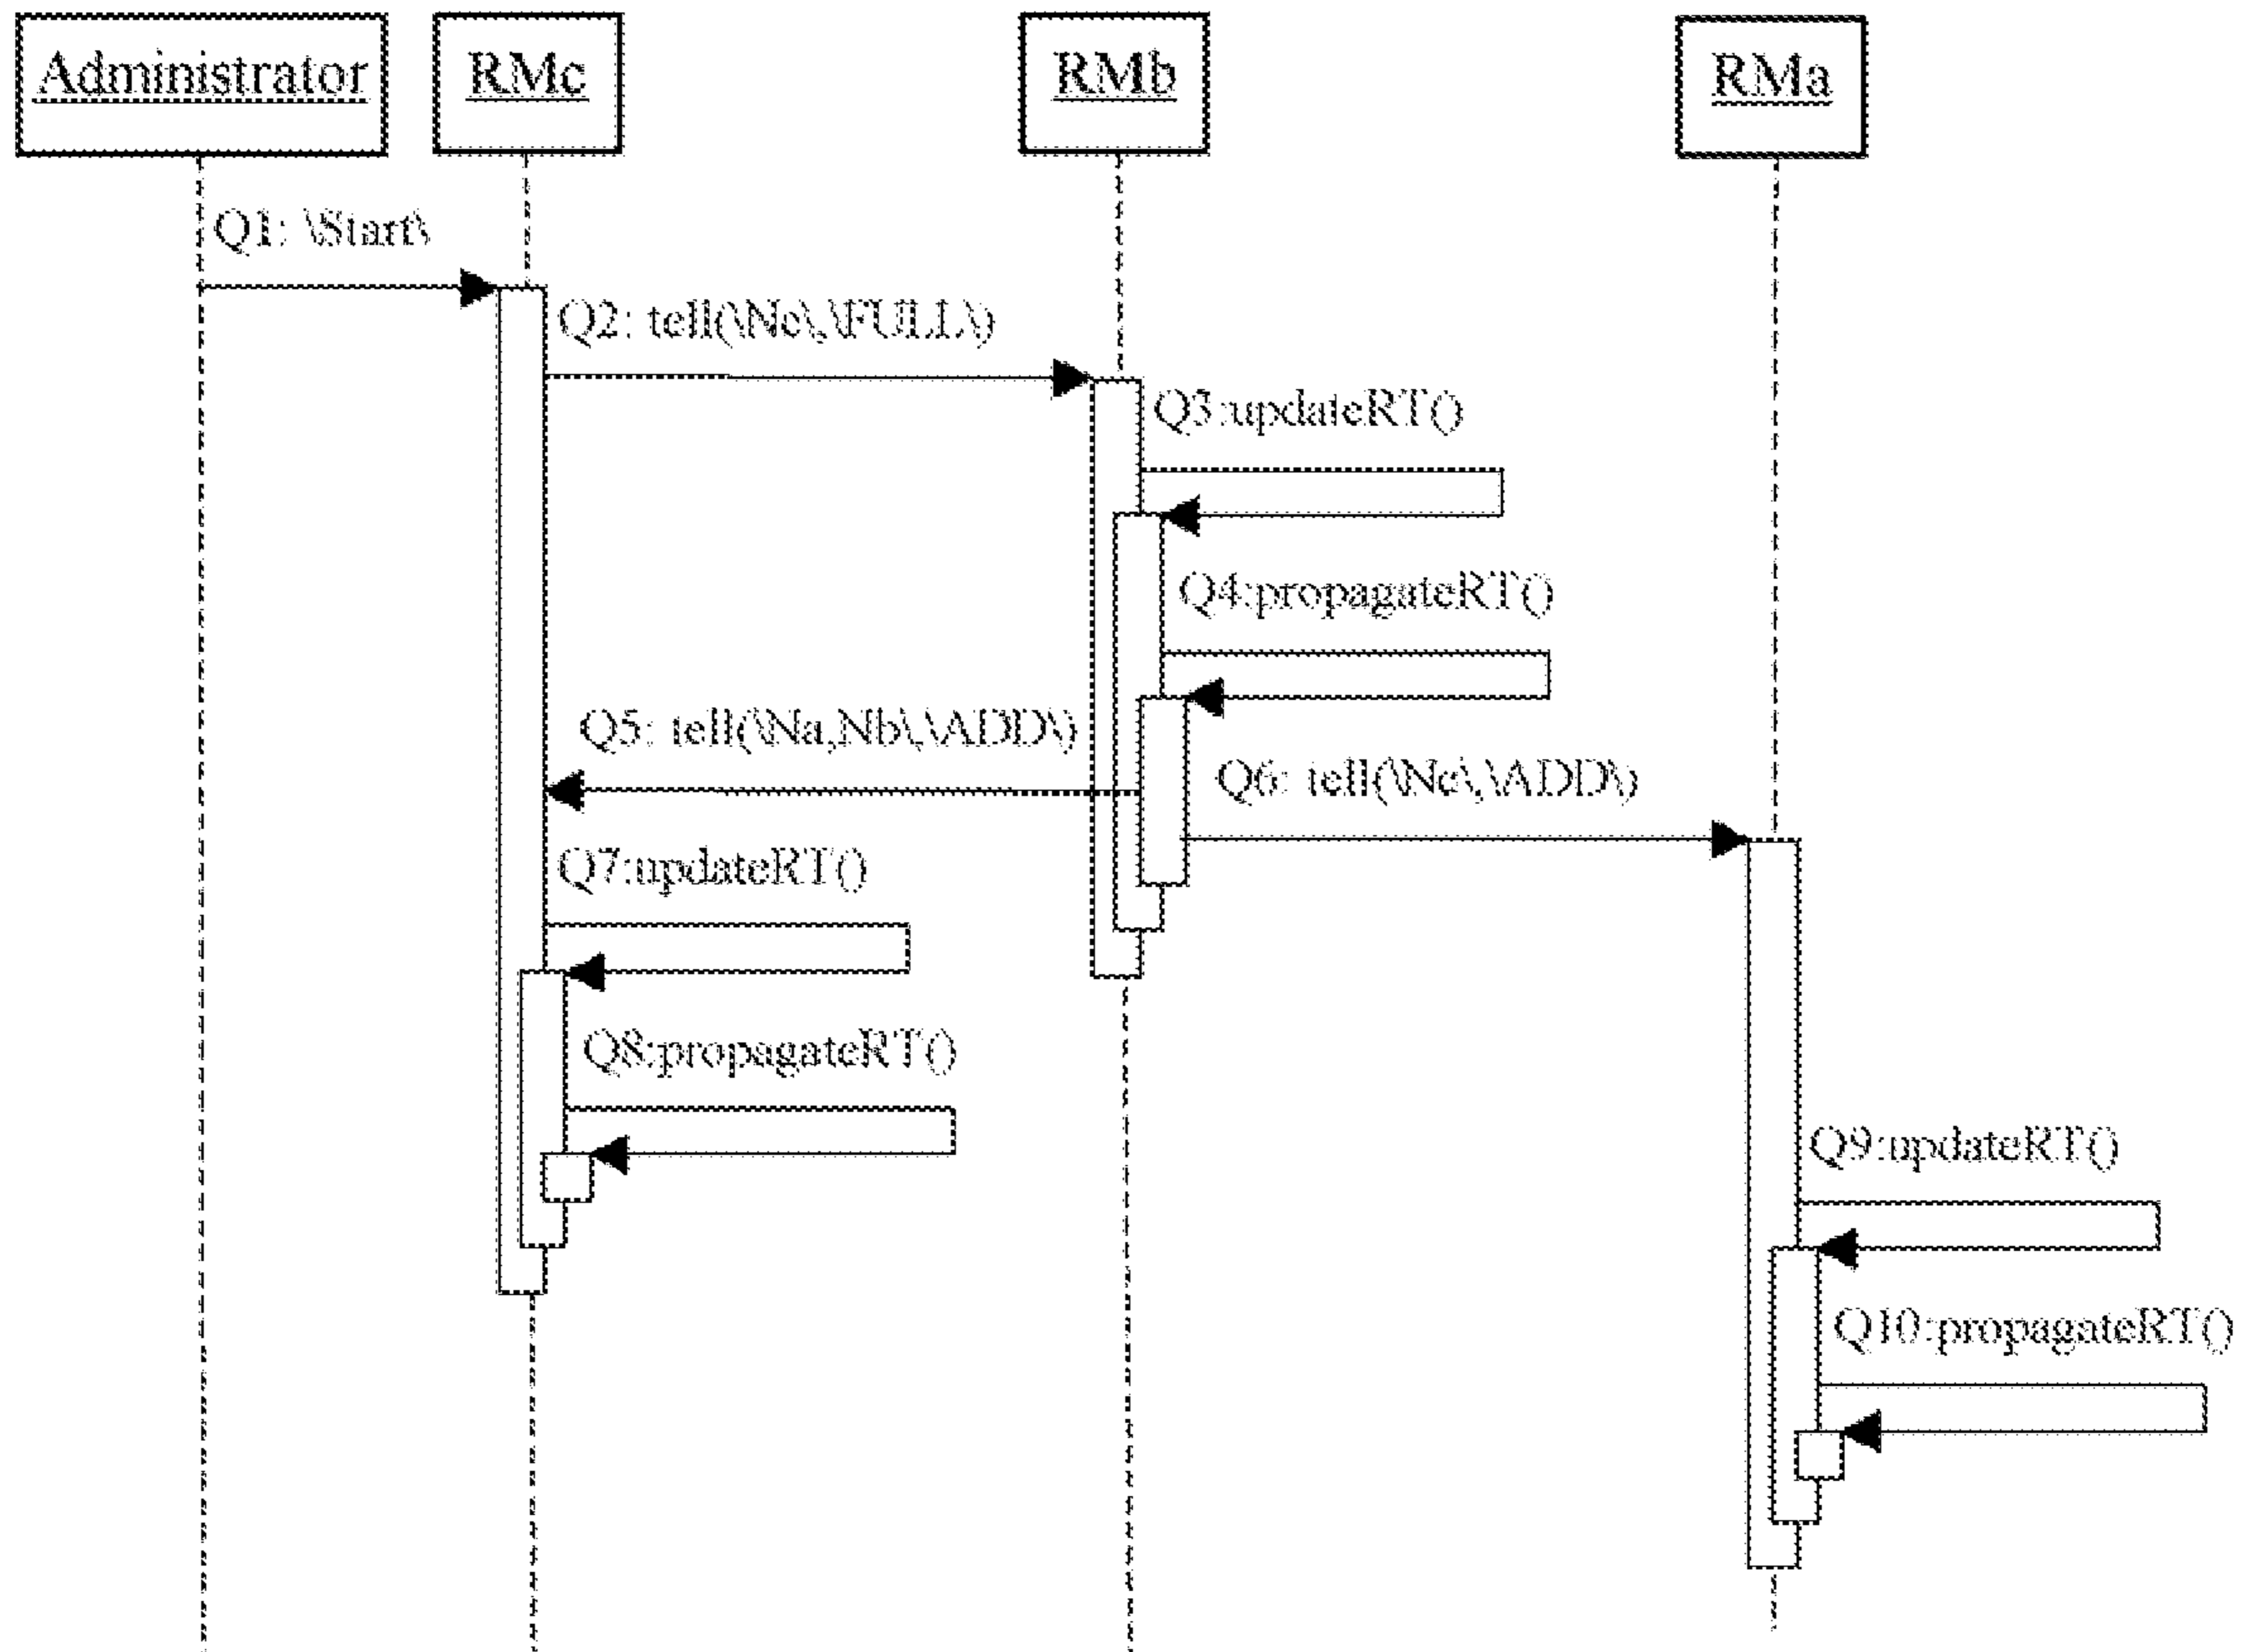 Administrator
RMc
RMb
RMa
Q1: \Start\
Q2: tell(\Nc\,\FULL\)
Q3:updateRT()
Q4:propagateRT()
Q5: tell(\Na,Nb\,\ADD\)
Q6: tell(\Nc\,\ADD\)
Q7:updateRT()
Q8:propagateRT()
Q9:updateRT()
Q10:propagateRT()